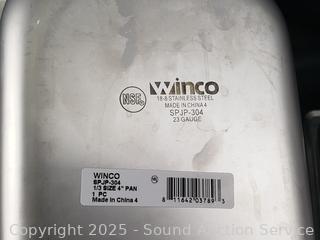 winco
NSF®
18-8 STAINLESS STEEL
MADE IN CHINA 4
SPJP-304
23 GAUGE
WINCO
SPJP-304
1/3 SIZE 4" PAN
1 PC
Made in China 4
8 11642 03789 3
Copyright © 2025 - Sound Auction Service